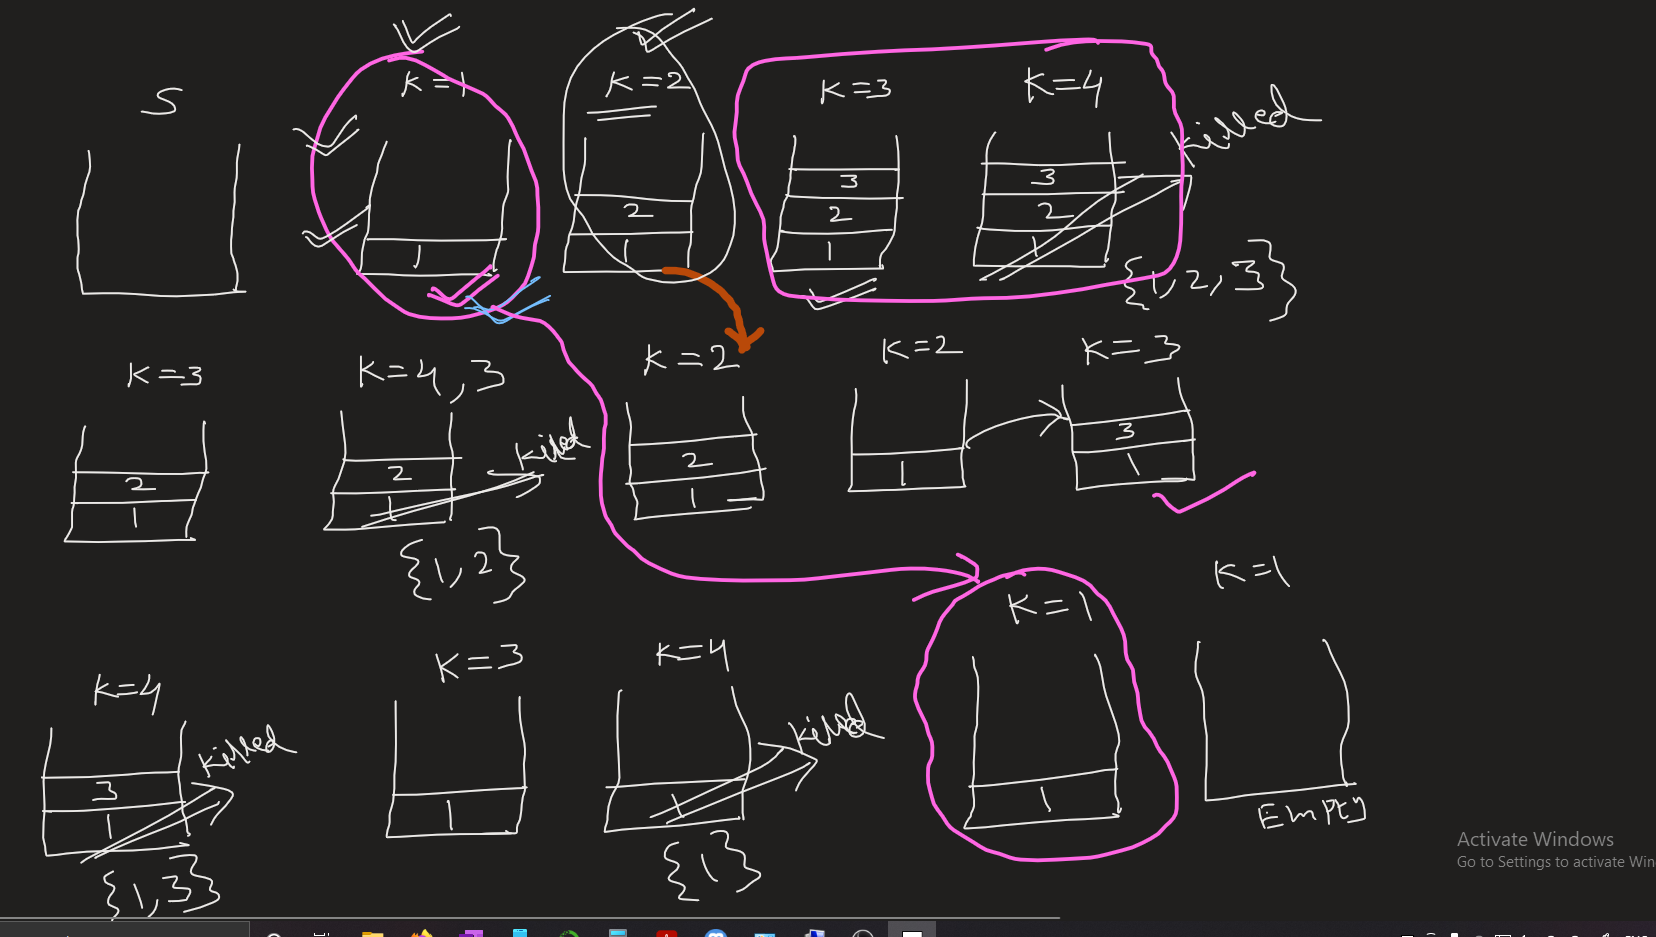 S
K=1
K=2
K=3
K=4
killed
1
2
1
3
2
1
3
2
1
{1,2,3}
K=3
K=4,3
K=2
K=2
K=3
killed
2
1
2
1
2
1
1
3
1
{1,2}
K=1
K=1
K=4
K=3
K=4
killed
killed
3
1
1
1
1
Empty
{1,3}
{1}
Activate Windows
Go to Settings to activate Win